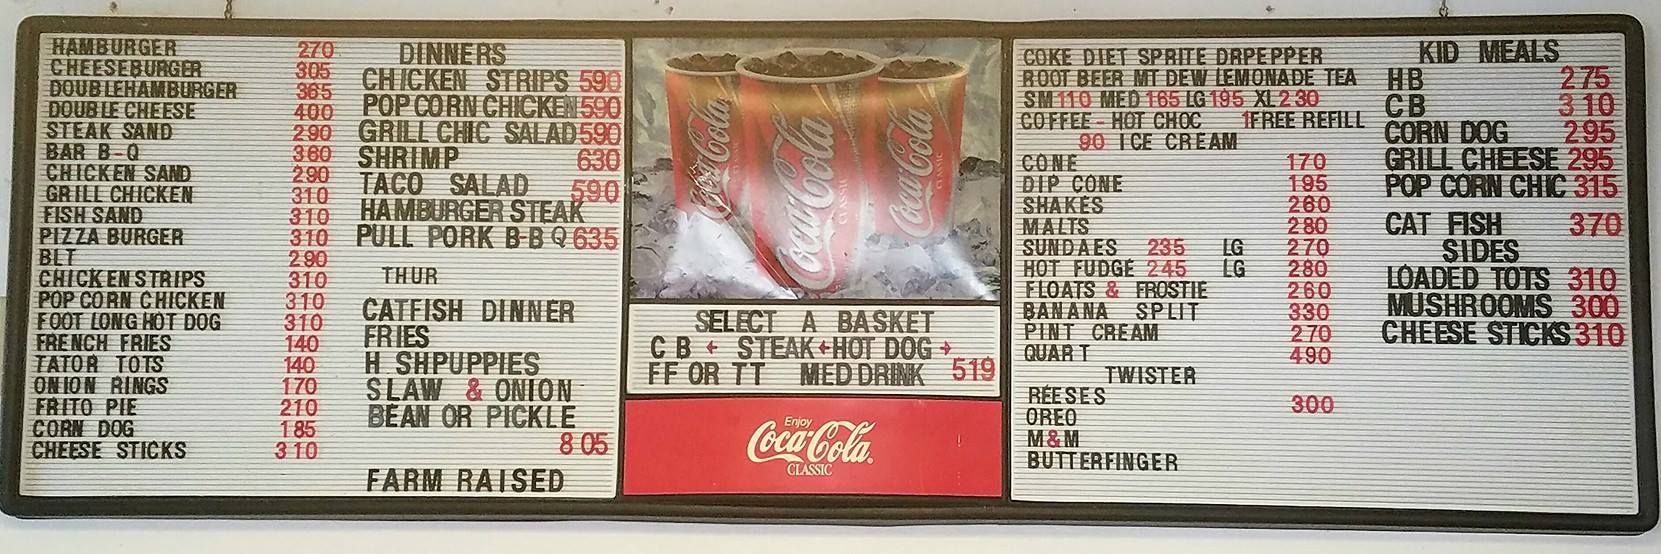 HAMBURGER 270
CHEESEBURGER 305
DOUBLEHAMBURGER 365
DOUBLE CHEESE 400
STEAK SAND 290
BAR B-Q 360
CHICKEN SAND 290
GRILL CHICKEN 310
FISH SAND 310
PIZZA BURGER 310
BLT 290
CHICKEN STRIPS 310
POPCORN CHICKEN 310
FOOT LONG HOT DOG 310
FRENCH FRIES 140
TATOR TOTS 140
ONION RINGS 170
FRITO PIE 210
CORN DOG 185
CHEESE STICKS 310
DINNERS
CHICKEN STRIPS 590
POPCORN CHICKEN 590
GRILL CHIC SALAD 590
SHRIMP 630
TACO SALAD 590
HAMBURGER STEAK
PULL PORK B-B Q 635
THUR
CATFISH DINNER
FRIES
H SHPUPPIES
SLAW & ONION
BEAN OR PICKLE
805
FARM RAISED
Coca-Cola CLASSIC
Coca-Cola CLASSIC
Coca-Cola CLASSIC
SELECT A BASKET
CB STEAK HOT DOG
FF OR TT MED DRINK 519
Enjoy
Coca-Cola
CLASSIC
COKE DIET SPRITE DRPEPPER
ROOT BEER MT DEW LEMONADE TEA
SM 110 MED 165 LG 195 XL 230
COFFEE - HOT CHOC 1FREE REFILL
90 ICE CREAM
CONE 170
DIP CONE 195
SHAKES 260
MALTS 280
SUNDAES 235 LG 270
HOT FUDGE 245 LG 280
FLOATS & FROSTIE 260
BANANA SPLIT 330
PINT CREAM 270
QUART 490
TWISTER
REESES 300
OREO
M&M
BUTTERFINGER
KID MEALS
HB 275
CB 310
CORN DOG 295
GRILL CHEESE 295
POP CORN CHIC 315
CAT FISH 370
SIDES
LOADED TOTS 310
MUSHROOMS 300
CHEESE STICKS 310